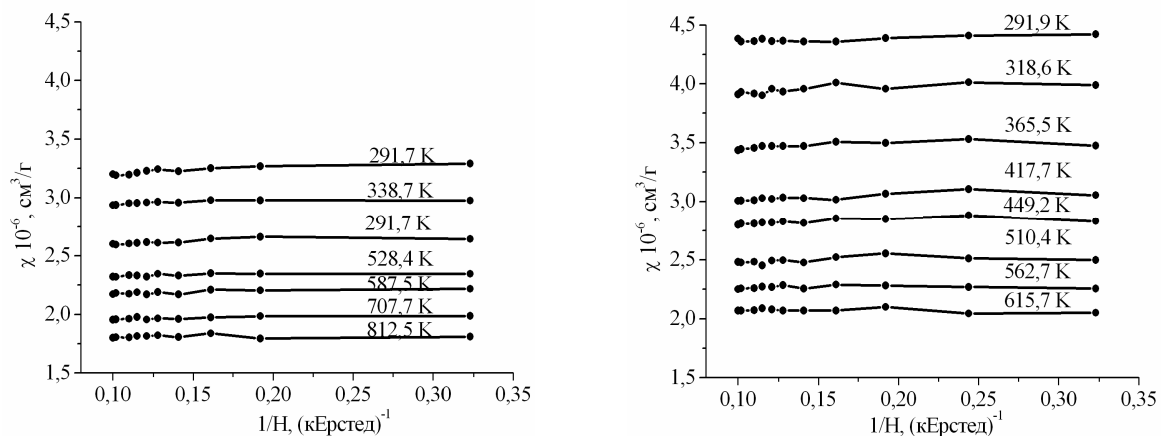 4,5
4,0
3,5
3,0
2,5
2,0
1,5
χ 10⁻⁶, см³/г
291,7 K
338,7 K
291,7 K
528,4 K
587,5 K
707,7 K
812,5 K
0,10 0,15 0,20 0,25 0,30 0,35
1/H, (кЕрстед)⁻¹
4,5
4,0
3,5
3,0
2,5
2,0
1,5
χ 10⁻⁶, см³/г
291,9 K
318,6 K
365,5 K
417,7 K
449,2 K
510,4 K
562,7 K
615,7 K
0,10 0,15 0,20 0,25 0,30 0,35
1/H, (кЕрстед)⁻¹